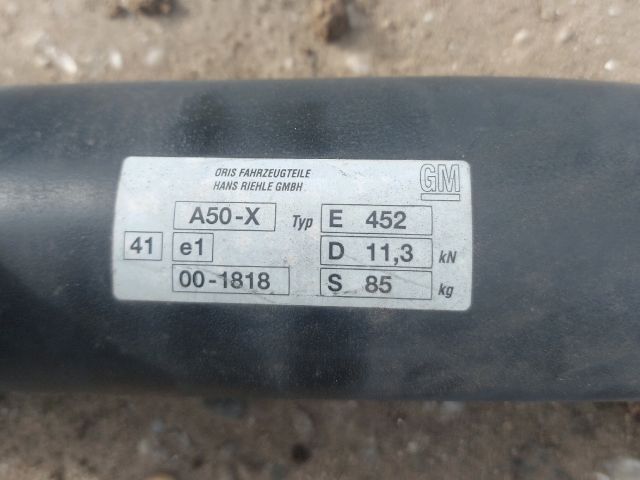 ORIS FAHRZEUGTEILE
HANS RIEHLE GMBH
GM
A50-X Typ E 452
41 e1 D 11,3 kN
00-1818 S 85 kg